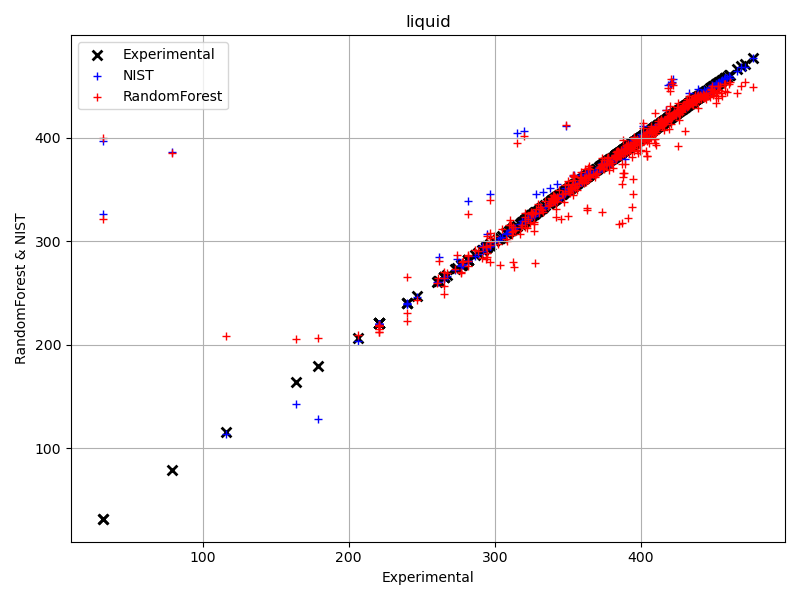 liquid
Experimental
NIST
RandomForest
400
300
200
100
RandomForest & NIST
100
200
300
400
Experimental